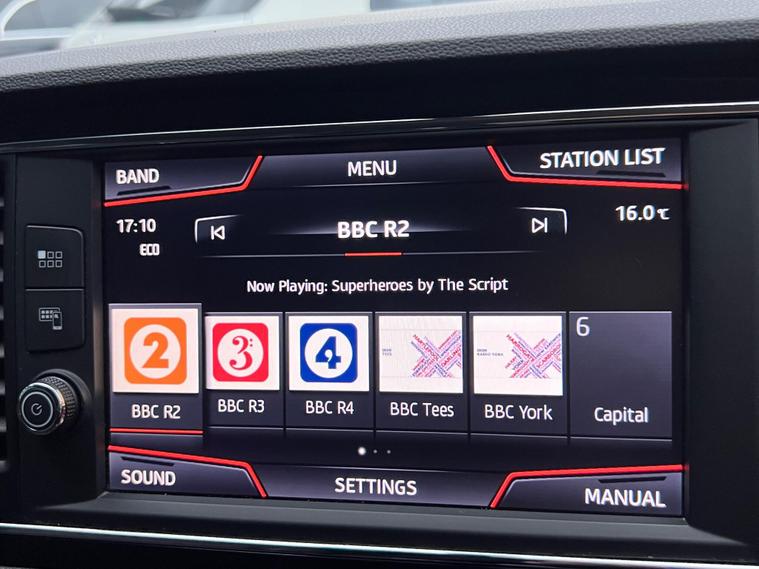 BAND
MENU
STATION LIST
17:10
ECO
BBC R2
16.0℃
Now Playing: Superheroes by The Script
2
3
4
6
BBC R2
BBC R3
BBC R4
BBC Tees
BBC York
Capital
SOUND
SETTINGS
MANUAL